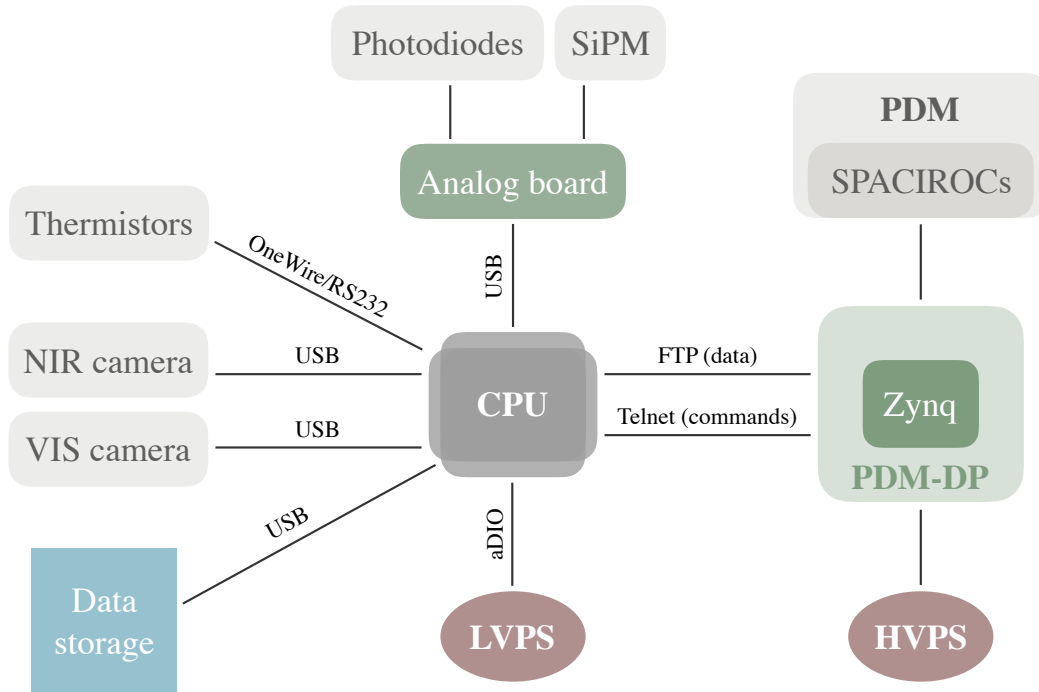 Photodiodes
SiPM
PDM
SPACIROCs
Analog board
Thermistors
OneWire/RS232
USB
NIR camera
USB
CPU
FTP (data)
Zynq
Telnet (commands)
VIS camera
USB
PDM-DP
USB
aDIO
Data
storage
LVPS
HVPS